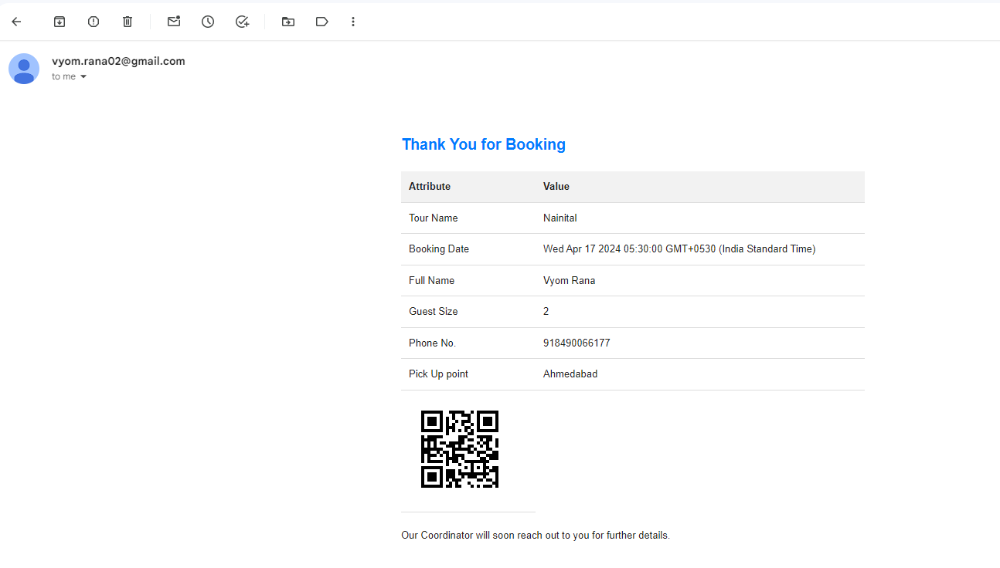 vyom.rana02@gmail.com
to me
Thank You for Booking
Attribute Value
Tour Name Nainital
Booking Date Wed Apr 17 2024 05:30:00 GMT+0530 (India Standard Time)
Full Name Vyom Rana
Guest Size 2
Phone No. 918490066177
Pick Up point Ahmedabad
Our Coordinator will soon reach out to you for further details.